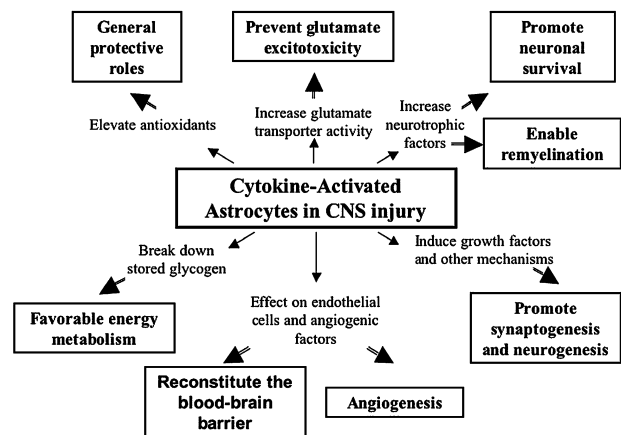 General
protective
roles
Prevent glutamate
excitotoxicity
Promote
neuronal
survival
Elevate antioxidants
Increase glutamate
transporter activity
Increase
neurotrophic
factors
Enable
remyelination
Cytokine-Activated
Astrocytes in CNS injury
Break down
stored glycogen
Induce growth factors
and other mechanisms
Effect on endothelial
cells and angiogenic
factors
Favorable energy
metabolism
Promote
synaptogenesis
and neurogenesis
Reconstitute the
blood-brain
barrier
Angiogenesis